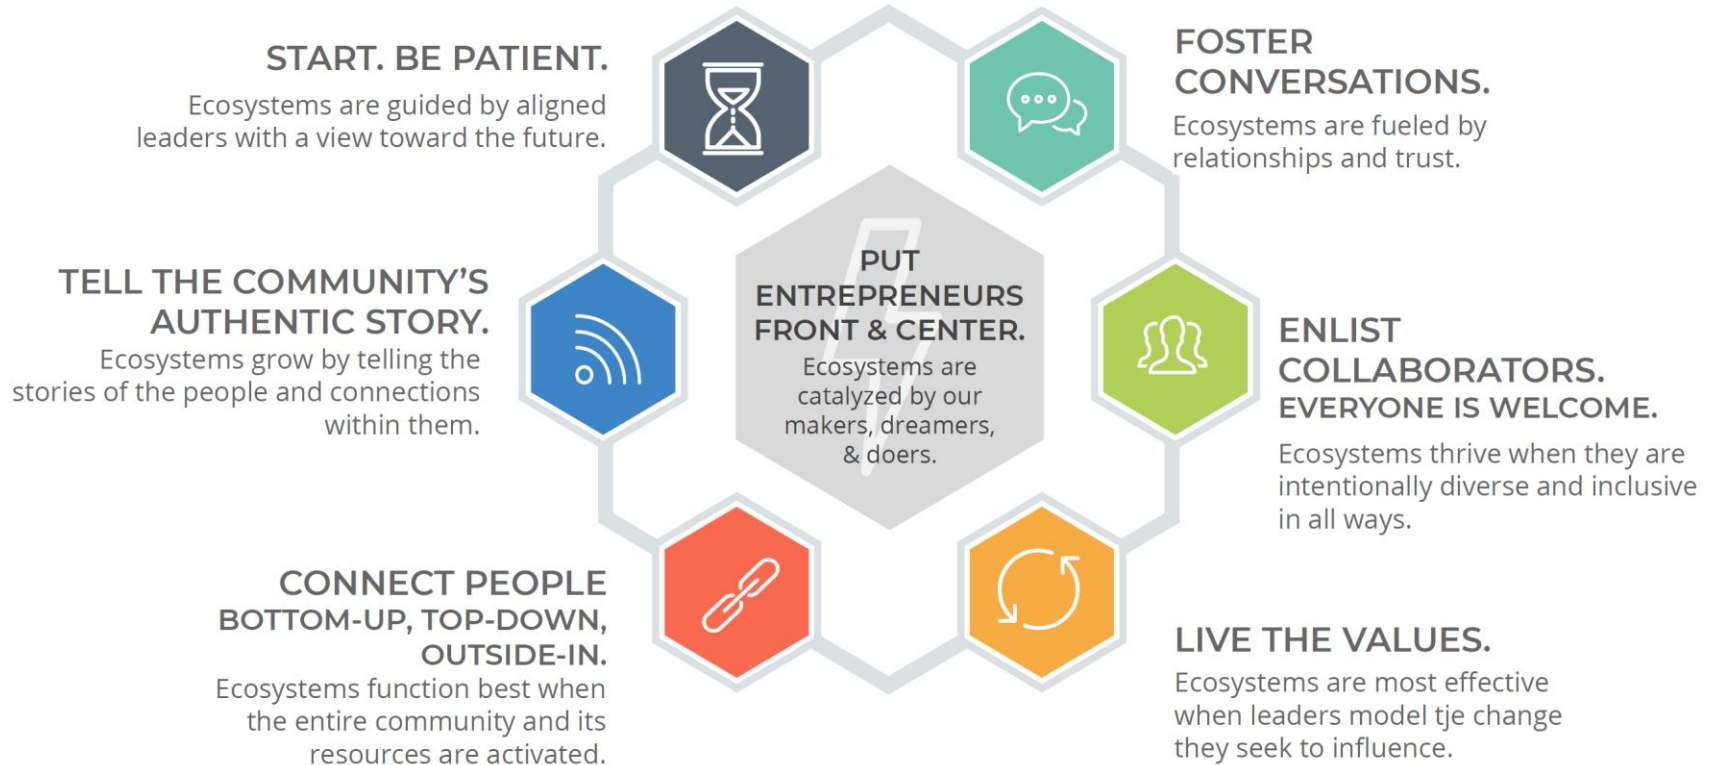 START. BE PATIENT.
Ecosystems are guided by aligned
leaders with a view toward the future.
FOSTER
CONVERSATIONS.
Ecosystems are fueled by
relationships and trust.
TELL THE COMMUNITY’S
AUTHENTIC STORY.
Ecosystems grow by telling the
stories of the people and connections
within them.
PUT
ENTREPRENEURS
FRONT & CENTER.
Ecosystems are
catalyzed by our
makers, dreamers,
& doers.
ENLIST
COLLABORATORS.
EVERYONE IS WELCOME.
Ecosystems thrive when they are
intentionally diverse and inclusive
in all ways.
CONNECT PEOPLE
BOTTOM-UP, TOP-DOWN,
OUTSIDE-IN.
Ecosystems function best when
the entire community and its
resources are activated.
LIVE THE VALUES.
Ecosystems are most effective
when leaders model tje change
they seek to influence.